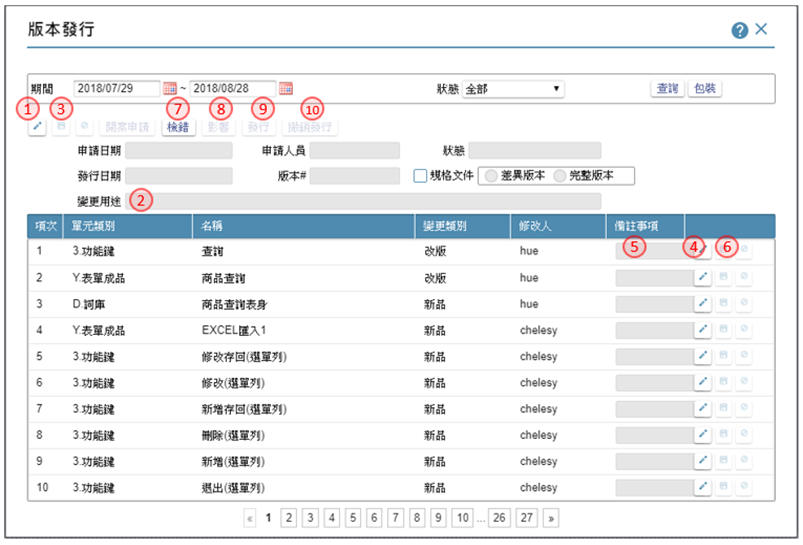 版本發行
?
期間 2018/07/29 ~ 2018/08/28 狀態 全部 查詢 包裝
1 3 7 8 9 10
開案申請 檢錯 影響 發行 撤銷發行
申請日期 申請人員 狀態
發行日期 版本# 規格文件 差異版本 完整版本
變更用途 2
項次 單元類別 名稱 變更類別 修改人 備註事項
5 4 6
1 3.功能鍵 查詢 改版 hue
2 Y.表單成品 商品查詢 改版 hue
3 D.詞庫 商品查詢表身 新品 hue
4 Y.表單成品 EXCEL匯入1 新品 chelesy
5 3.功能鍵 修改存回(選單列) 新品 chelesy
6 3.功能鍵 修改(選單列) 新品 chelesy
7 3.功能鍵 新增存回(選單列) 新品 chelesy
8 3.功能鍵 刪除(選單列) 新品 chelesy
9 3.功能鍵 新增(選單列) 新品 chelesy
10 3.功能鍵 退出(選單列) 新品 chelesy
« 1 2 3 4 5 6 7 8 9 10 ... 26 27 »